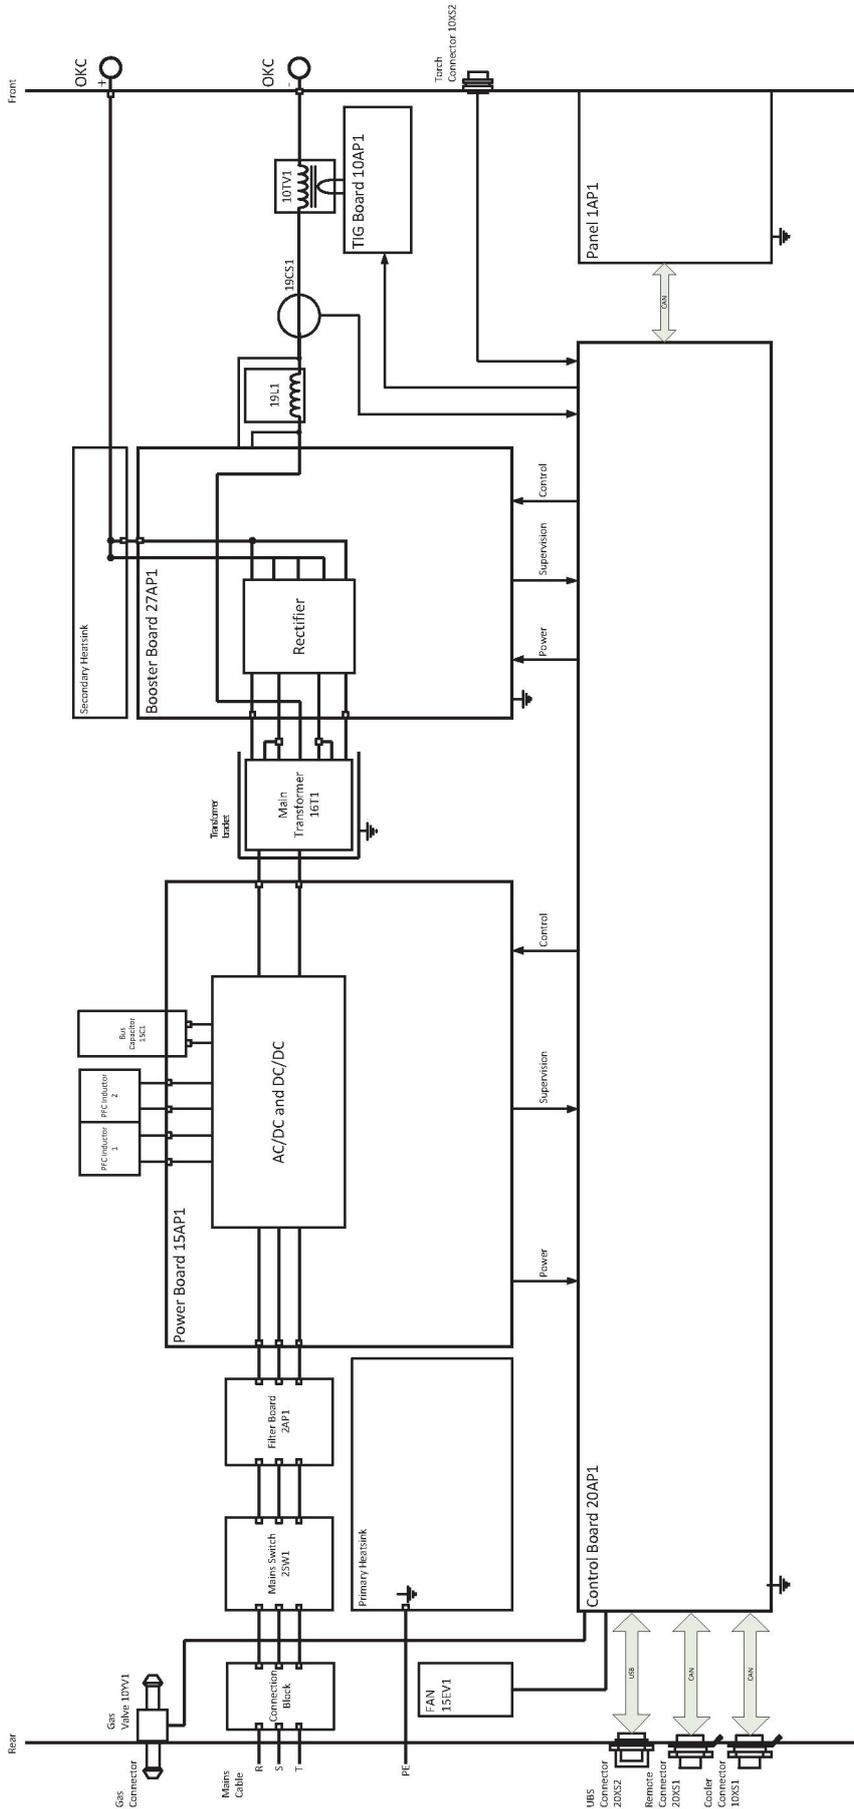 Rear
Front
Gas
Connector
Gas
Valve 10YV1
Mains
Cable
R
S
T
PE
Connection
Block
Mains Switch
2SW1
Filter Board
2AP1
Primary Heatsink
FAN
15EV1
Power Board 15AP1
PFC Inductor
1
PFC Inductor
2
Bus
Capacitor
15C1
AC/DC and DC/DC
Transformer
bracket
Main
Transformer
16T1
Secondary Heatsink
Booster Board 27AP1
Rectifier
19L1
19CS1
10TV1
TIG Board 10AP1
OKC
+
OKC
-
Torch
Connector 10XS2
Power
Supervision
Control
Power
Supervision
Control
Control Board 20AP1
Panel 1AP1
CAN
USB
CAN
CAN
UBS
Connector
20XS2
Remote
Connector
20XS1
Cooler
Connector
10XS1